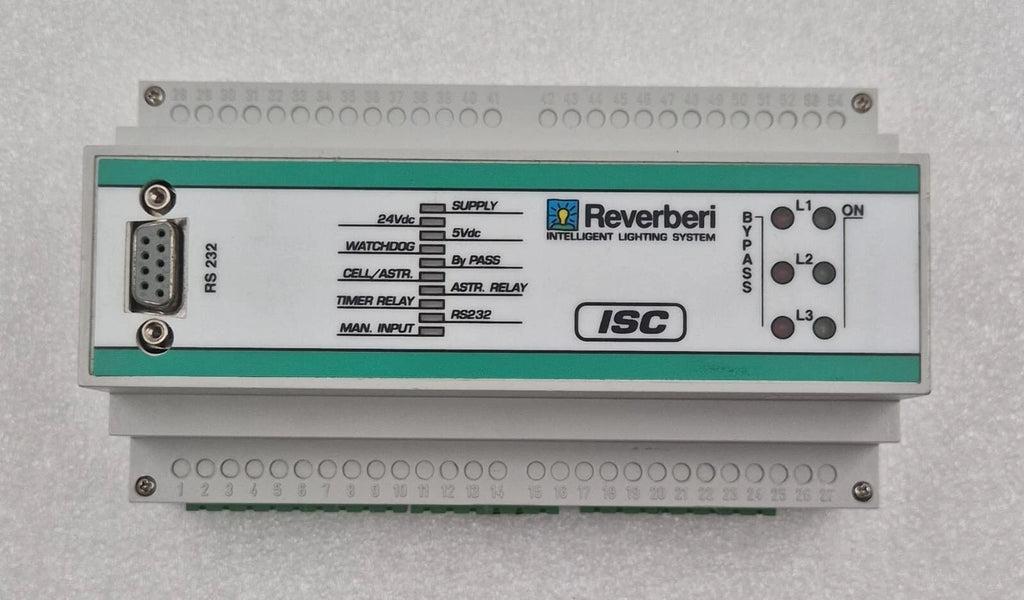 28 29 30 31 32 33 34 35 36 37 38 39 40 41 42 43 44 45 46 47 48 49 50 51 52 53 54
RS 232
SUPPLY
24Vdc
5Vdc
WATCHDOG
By PASS
CELL/ASTR.
ASTR. RELAY
TIMER RELAY
RS232
MAN. INPUT
Reverberi
INTELLIGENT LIGHTING SYSTEM
ISC
BYPASS
L1
ON
L2
L3
1 2 3 4 5 6 7 8 9 10 11 12 13 14 15 16 17 18 19 20 21 22 23 24 25 26 27